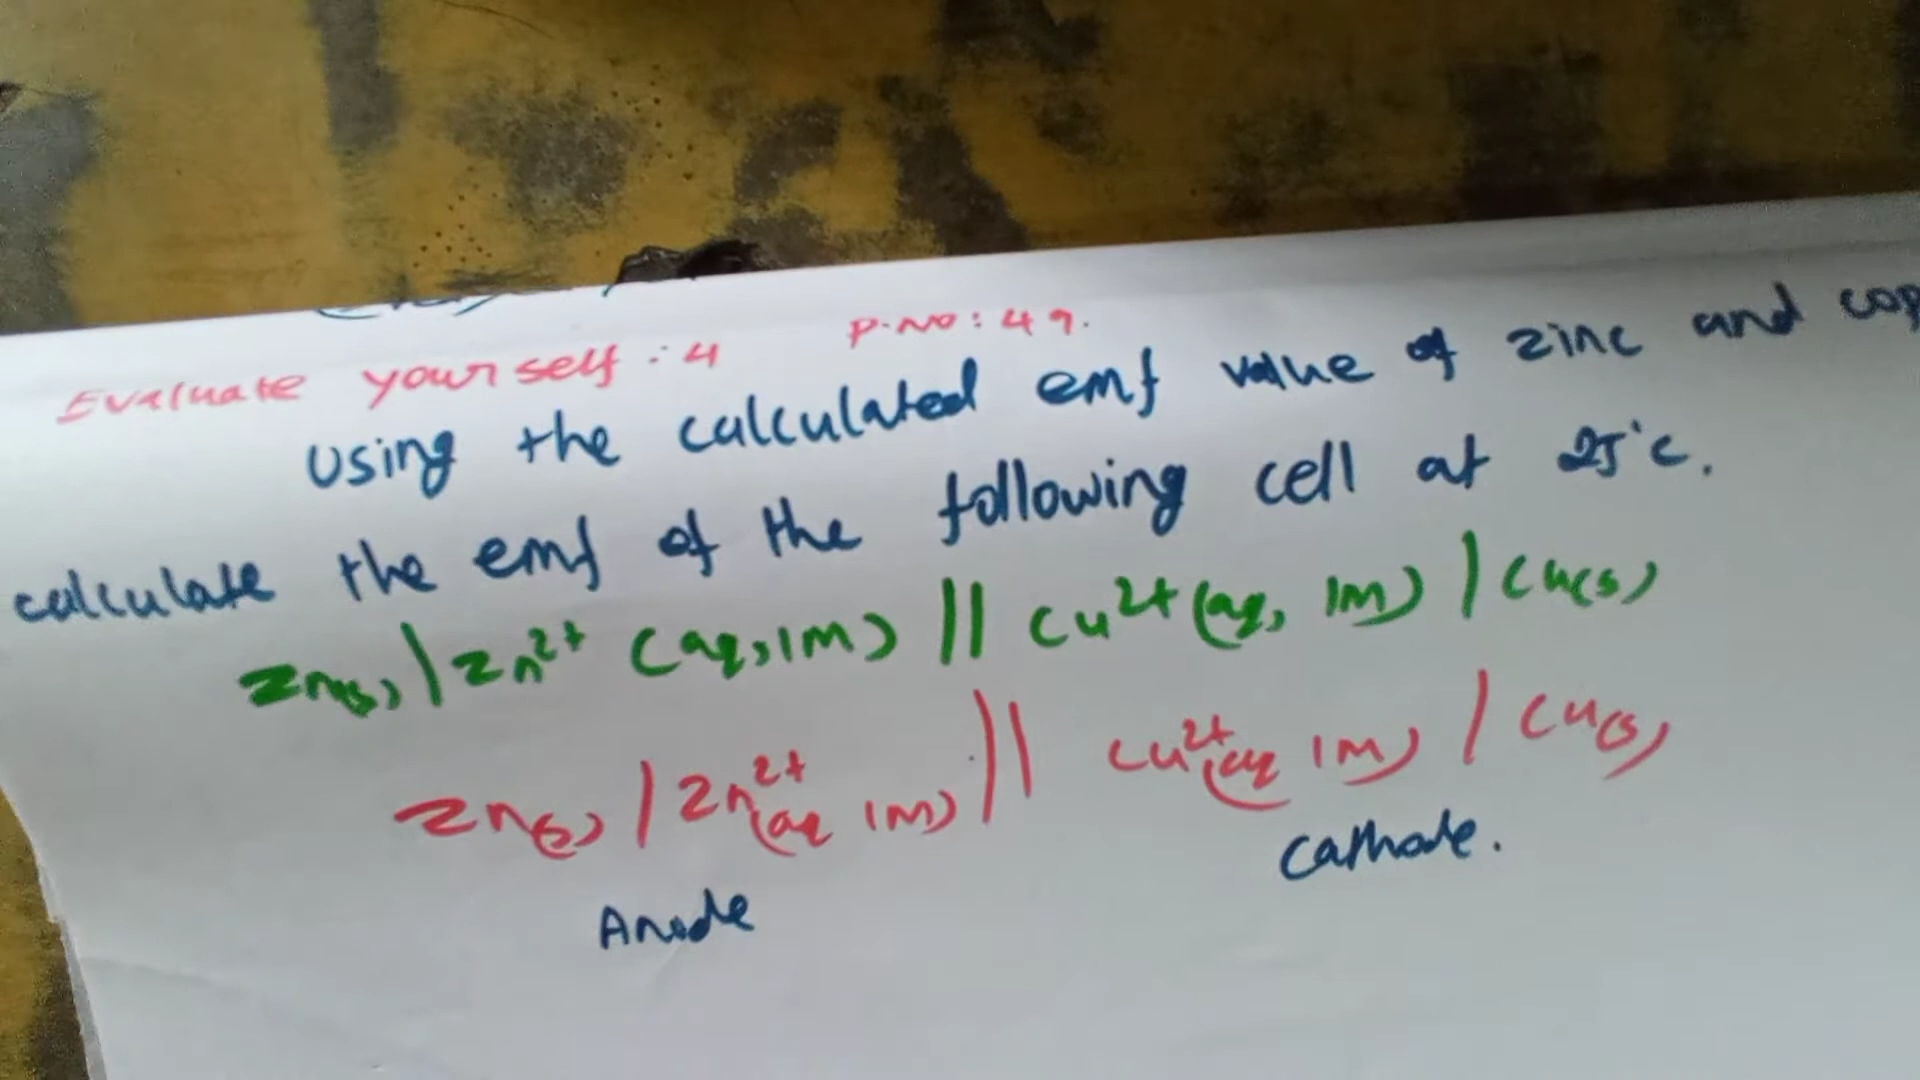 Evaluate yourself : 4 P.NO : 49.
Using the calculated emf value of zinc and cop
calculate the emf of the following cell at 25°c.
Zn(s) | Zn2+ (aq, 1M) || Cu2+ (aq, 1M) | Cu(s)
Zn(s) | Zn2+ (aq 1M) || Cu2+ (aq 1M) | Cu(s)
Anode Cathode.